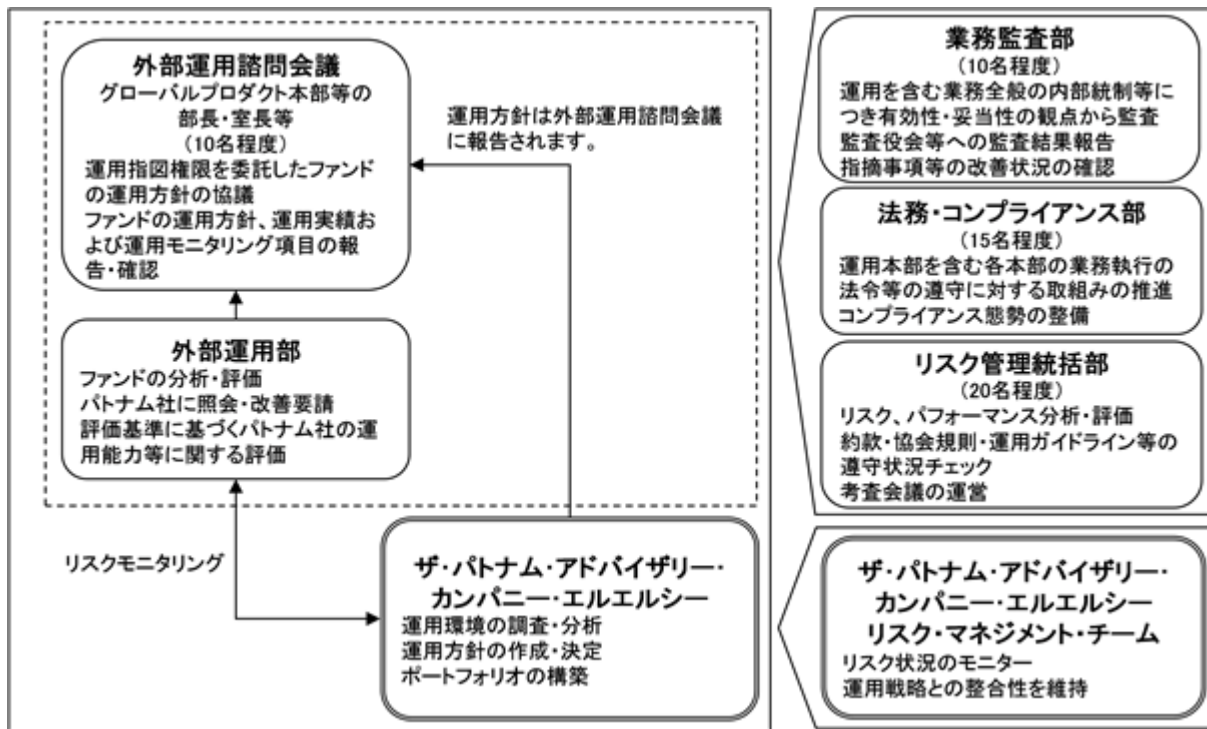 外部運用諮問会議
グローバルプロダクト本部等の
部長・室長等
(10名程度)
運用指図権限を委託したファンド
の運用方針の協議
ファンドの運用方針、運用実績お
よび運用モニタリング項目の報
告・確認
運用方針は外部運用諮問会議
に報告されます。
外部運用部
ファンドの分析・評価
パトナム社に照会・改善要請
評価基準に基づくパトナム社の運
用能力等に関する評価
リスクモニタリング
ザ・パトナム・アドバイザリー・
カンパニー・エルエルシー
運用環境の調査・分析
運用方針の作成・決定
ポートフォリオの構築
業務監査部
(10名程度)
運用を含む業務全般の内部統制等に
つき有効性・妥当性の観点から監査
監査役会等への監査結果報告
指摘事項等の改善状況の確認
法務・コンプライアンス部
(15名程度)
運用本部を含む各本部の業務執行の
法令等の遵守に対する取組みの推進
コンプライアンス態勢の整備
リスク管理統括部
(20名程度)
リスク、パフォーマンス分析・評価
約款・協会規則・運用ガイドライン等の
遵守状況チェック
考査会議の運営
ザ・パトナム・アドバイザリー・
カンパニー・エルエルシー
リスク・マネジメント・チーム
リスク状況のモニター
運用戦略との整合性を維持